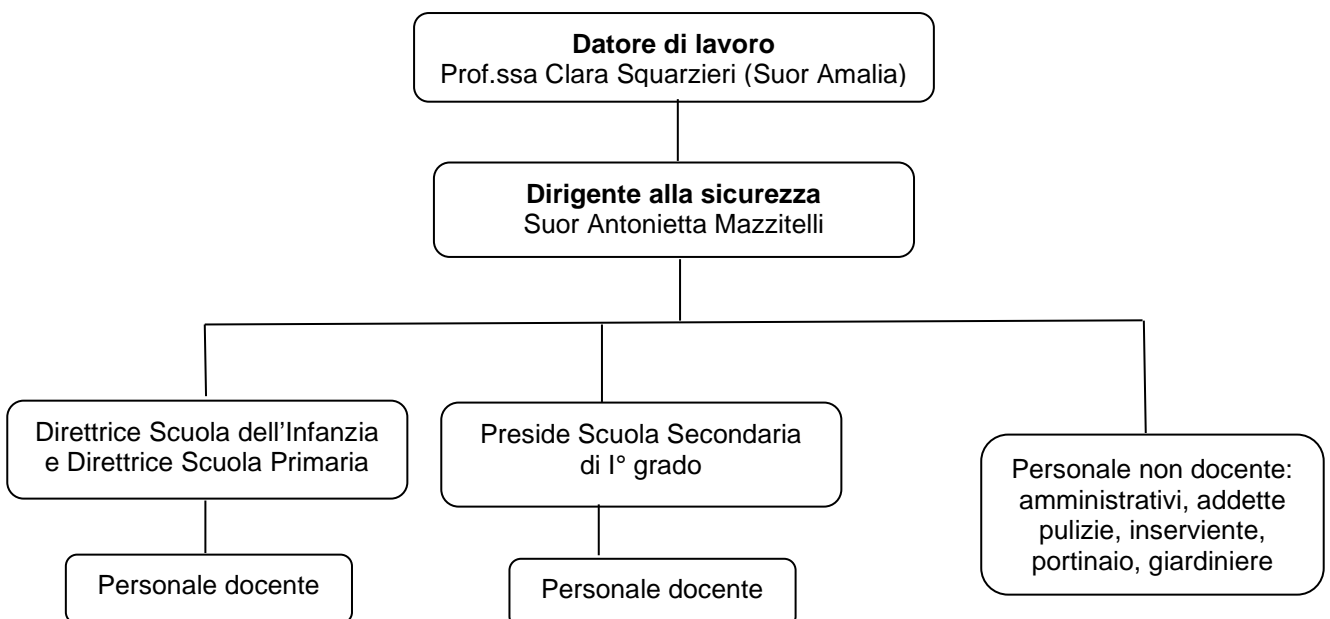 Datore di lavoro
Prof.ssa Clara Squarzieri (Suor Amalia)
Dirigente alla sicurezza
Suor Antonietta Mazzitelli
Direttrice Scuola dell’Infanzia
e Direttrice Scuola Primaria
Preside Scuola Secondaria
di I° grado
Personale non docente:
amministrativi, addette
pulizie, inserviente,
portinaio, giardiniere
Personale docente
Personale docente